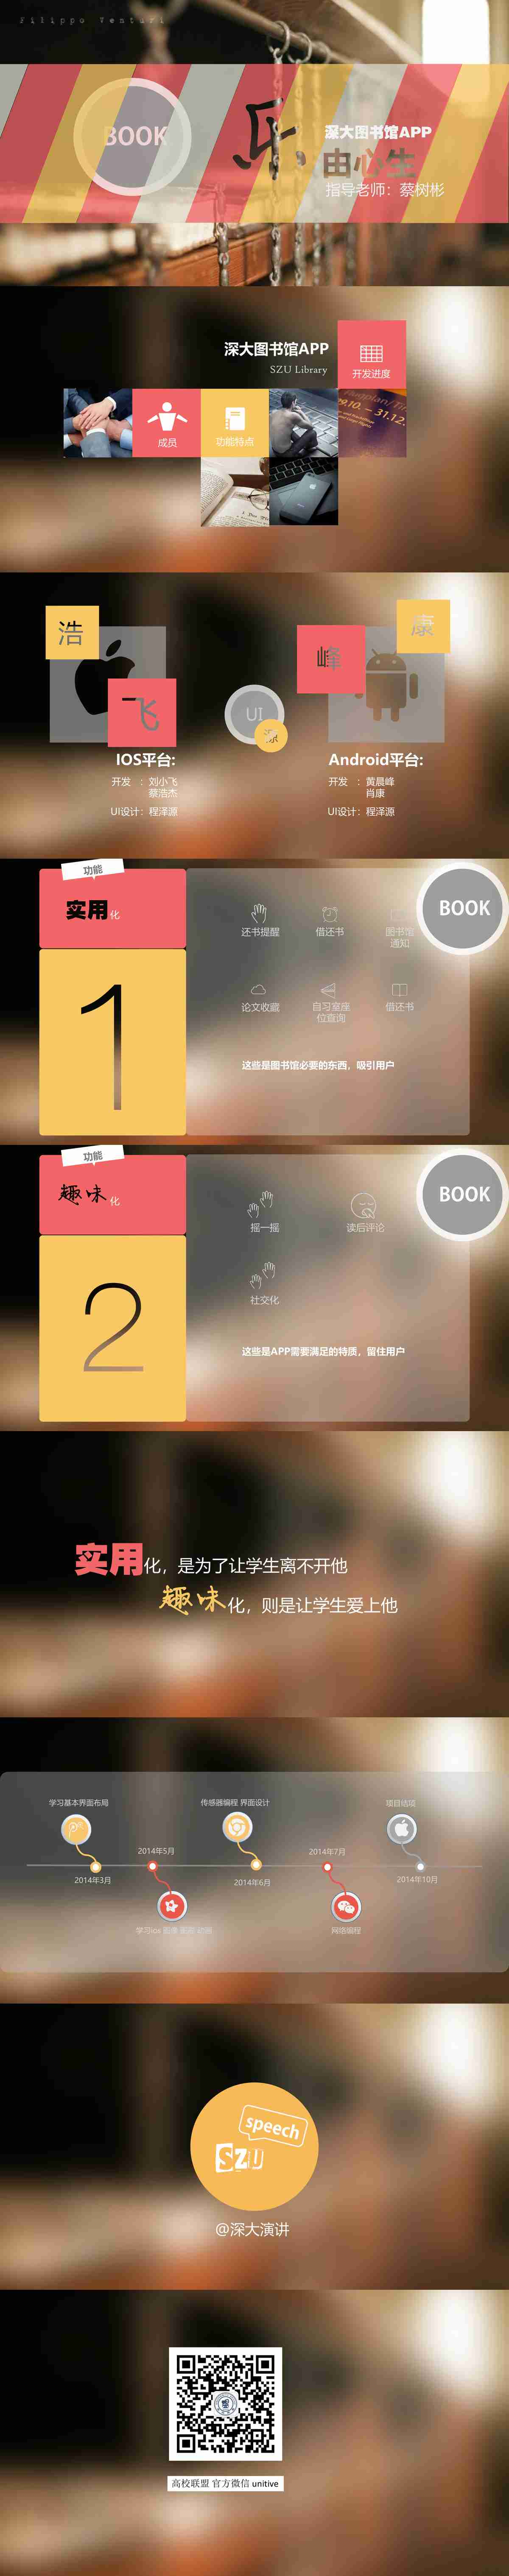 Filippo Venturi
BOOK
乐
深大图书馆APP
由心生
指导老师：蔡树彬
深大图书馆APP
SZU Library
开发进度
成员
功能特点
29.10. – 31.12.
浩
飞
峰
康
UI
源
IOS平台:
开发 ：刘小飞
蔡浩杰
UI设计：程泽源
Android平台:
开发 ：黄晨峰
肖康
UI设计：程泽源
功能
实用化
1
BOOK
还书提醒
借还书
图书馆
通知
论文收藏
自习室座
位查询
借还书
这些是图书馆必要的东西，吸引用户
功能
趣味化
2
BOOK
摇一摇
读后评论
社交化
这些是APP需要满足的特质，留住用户
实用化，是为了让学生离不开他
趣味化，则是让学生爱上他
学习基本界面布局
2014年3月
2014年5月
学习ios
传感器编程 界面设计
2014年6月
2014年7月
网络编程
项目结项
2014年10月
speech
SZU
@深大演讲
高校联盟 官方微信 unitive